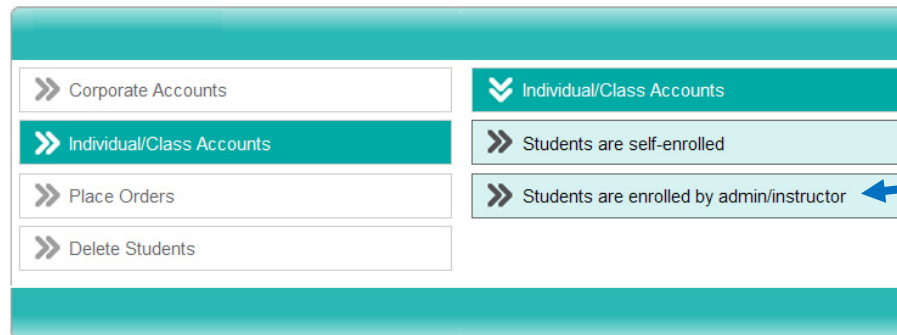 Corporate Accounts
Individual/Class Accounts
Place Orders
Delete Students
Individual/Class Accounts
Students are self-enrolled
Students are enrolled by admin/instructor